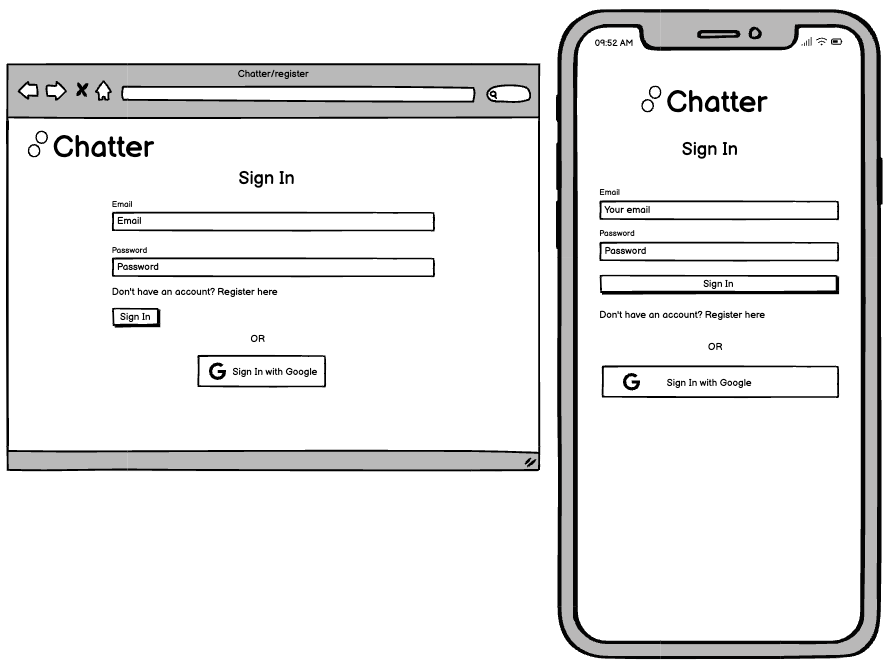 Chatter/register
Chatter
Sign In
Email
Email
Password
Password
Don't have an account? Register here
Sign In
OR
G Sign In with Google
09:52 AM
Chatter
Sign In
Email
Your email
Password
Password
Sign In
Don't have an account? Register here
OR
G Sign In with Google